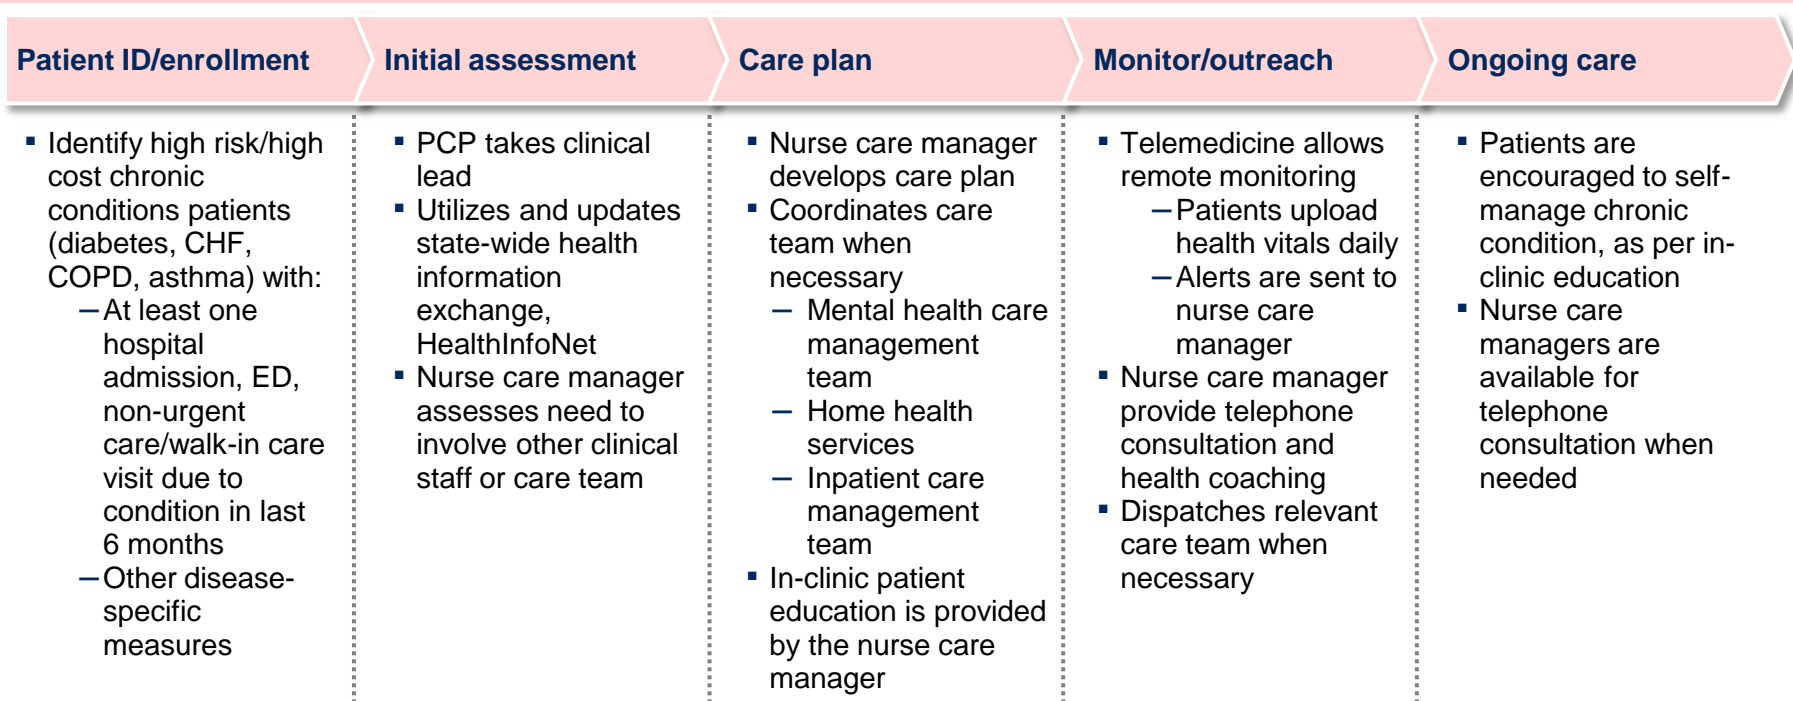 Patient ID/enrollment
Initial assessment
Care plan
Monitor/outreach
Ongoing care
▪ Identify high risk/high
cost chronic
conditions patients
(diabetes, CHF,
COPD, asthma) with:
– At least one
hospital
admission, ED,
non-urgent
care/walk-in care
visit due to
condition in last
6 months
– Other disease-
specific
measures
▪ PCP takes clinical
lead
▪ Utilizes and updates
state-wide health
information
exchange,
HealthInfoNet
▪ Nurse care manager
assesses need to
involve other clinical
staff or care team
▪ Nurse care manager
develops care plan
▪ Coordinates care
team when
necessary
– Mental health care
management
team
– Home health
services
– Inpatient care
management
team
▪ In-clinic patient
education is provided
by the nurse care
manager
▪ Telemedicine allows
remote monitoring
– Patients upload
health vitals daily
– Alerts are sent to
nurse care
manager
▪ Nurse care manager
provide telephone
consultation and
health coaching
▪ Dispatches relevant
care team when
necessary
▪ Patients are
encouraged to self-
manage chronic
condition, as per in-
clinic education
▪ Nurse care
managers are
available for
telephone
consultation when
needed